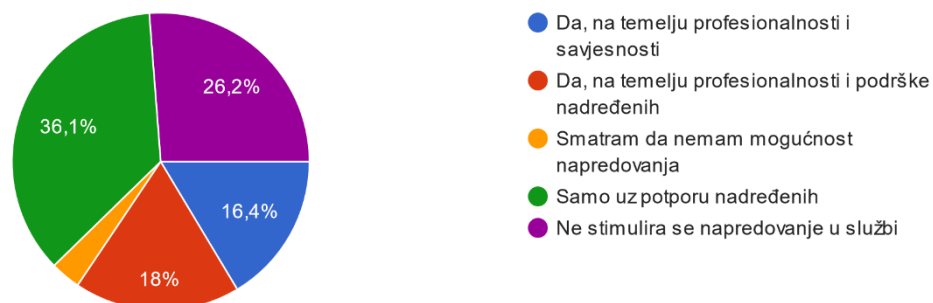 26,2%
36,1%
16,4%
18%
Da, na temelju profesionalnosti i
savjesnosti
Da, na temelju profesionalnosti i podrške
nadređenih
Smatram da nemam mogućnost
napredovanja
Samo uz potporu nadređenih
Ne stimulira se napredovanje u službi